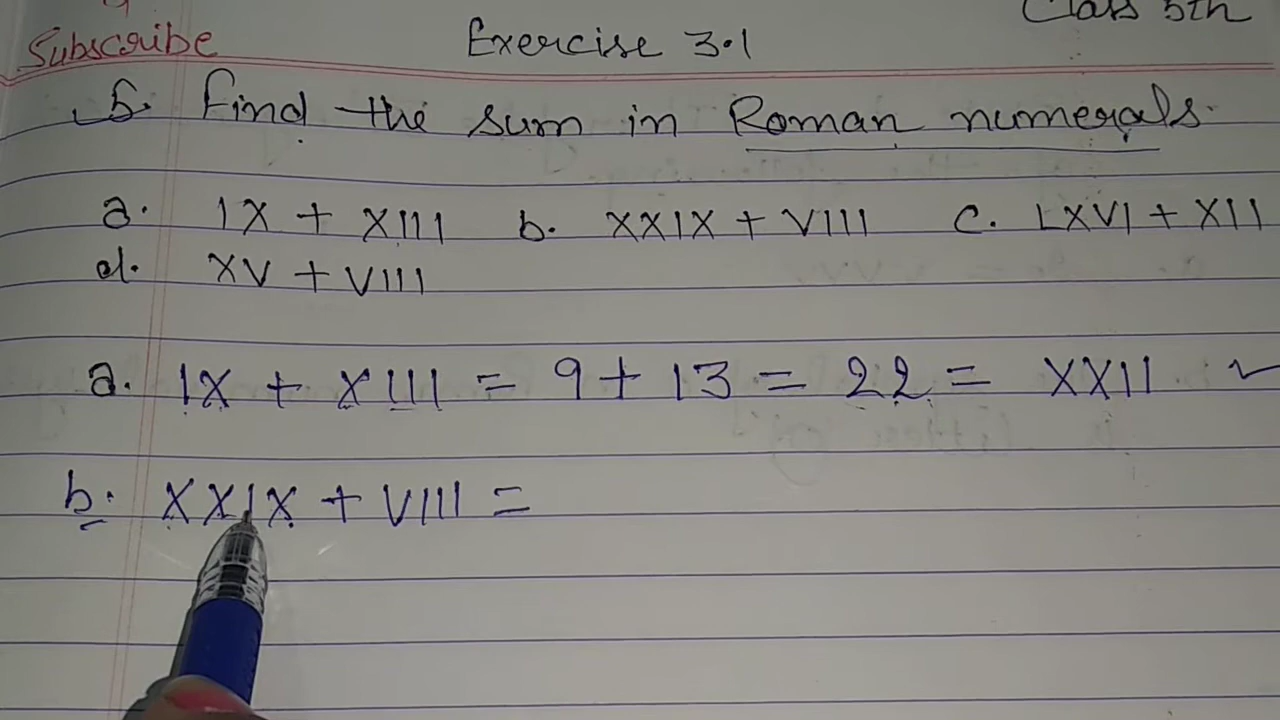 Class 5th
Subscribe Exercise 3.1
5. Find the sum in Roman numerals.
a. IX + XIII b. XXIX + VIII c. LXVI + XII
d. XV + VIII
a. IX + XIII = 9 + 13 = 22 = XXII ✓
b. XXIX + VIII =